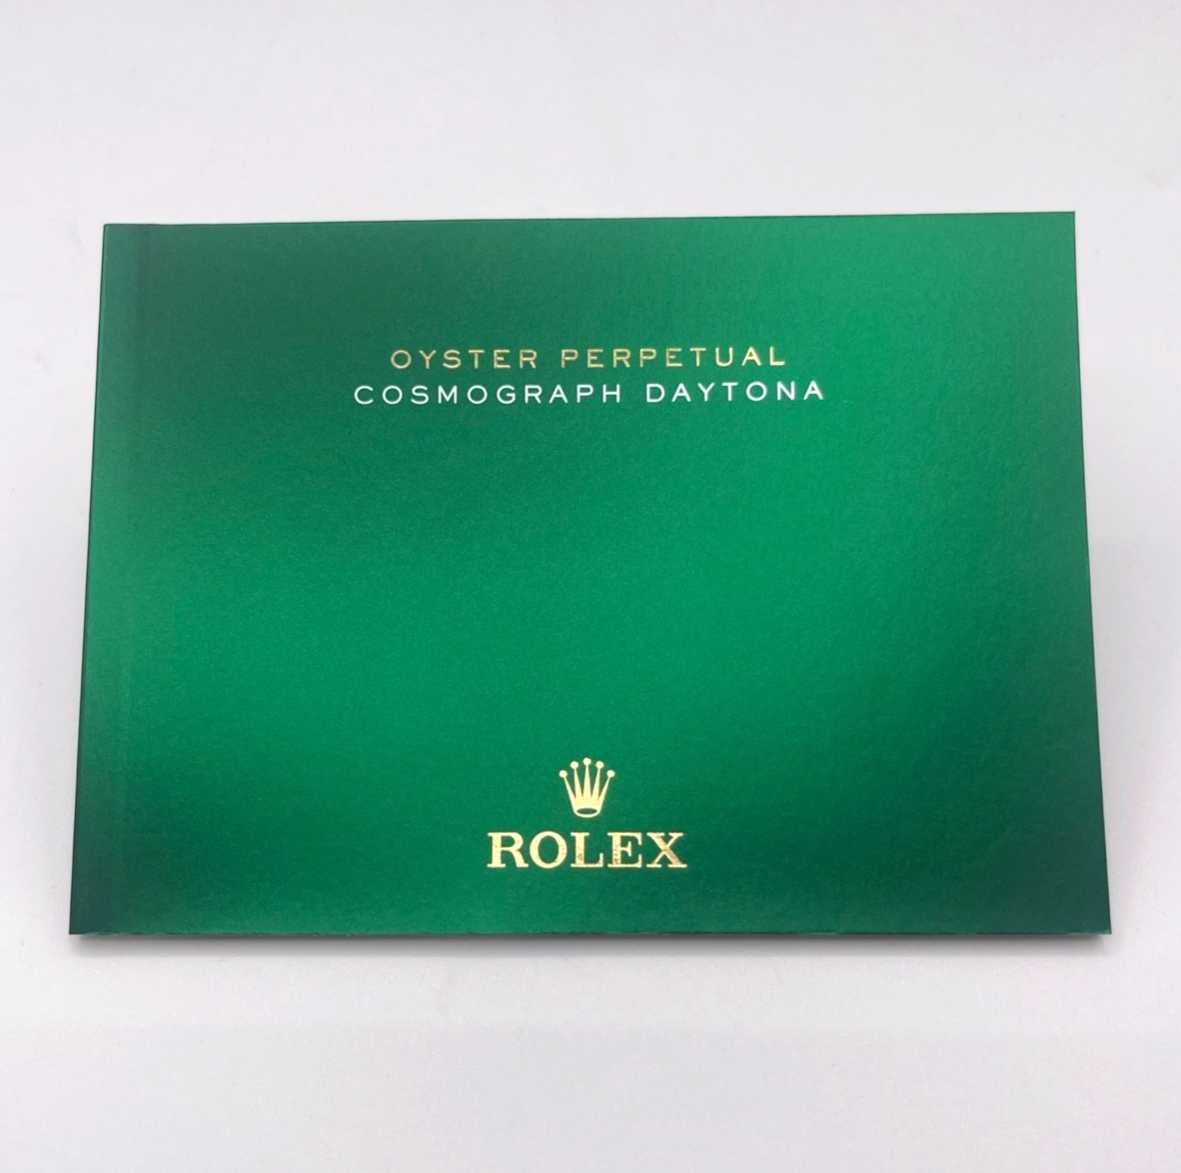 OYSTER PERPETUAL
COSMOGRAPH DAYTONA
ROLEX